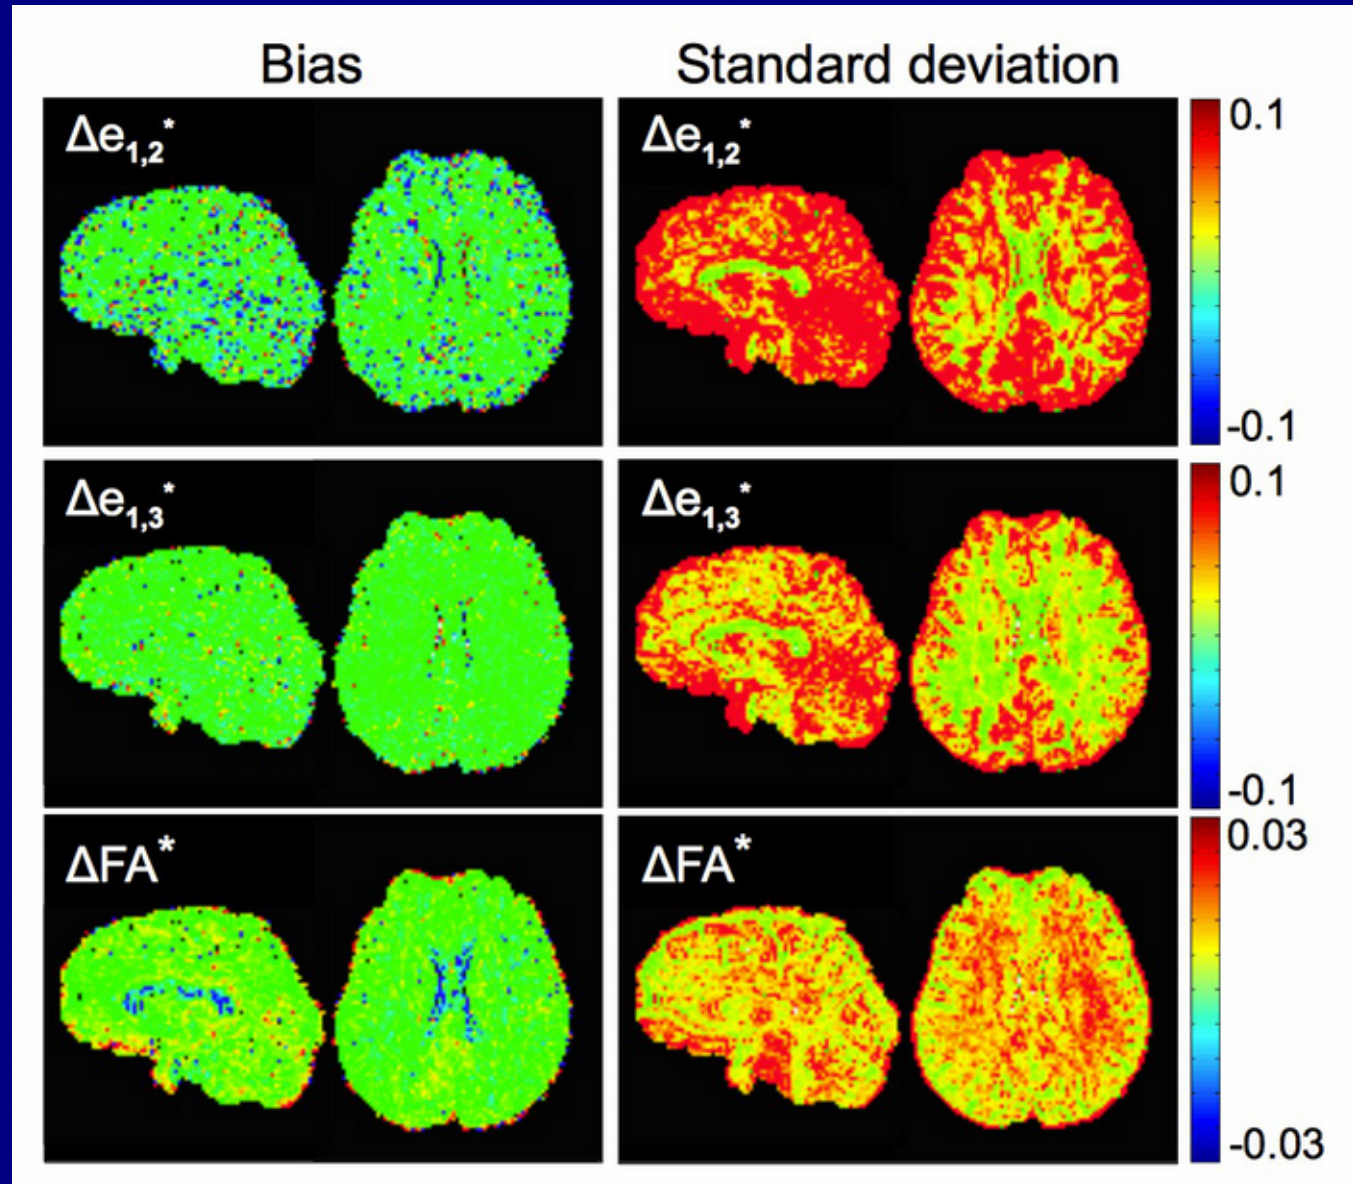 Bias
Standard deviation
Δe1,2*
Δe1,2*
0.1
-0.1
Δe1,3*
Δe1,3*
0.1
-0.1
ΔFA*
ΔFA*
0.03
-0.03